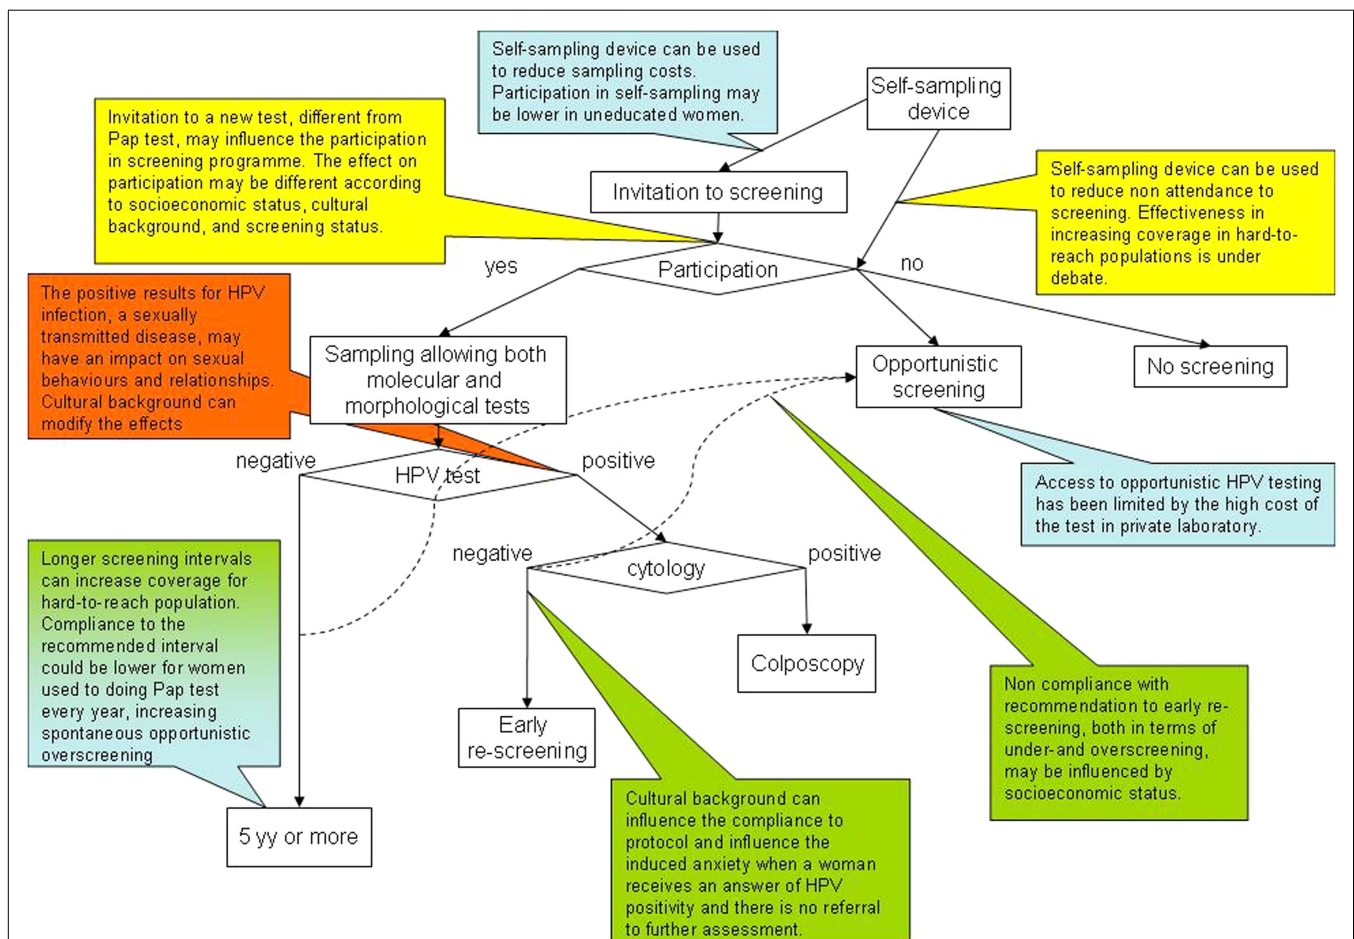 Self-sampling device can be used
to reduce sampling costs.
Participation in self-sampling may
be lower in uneducated women.
Self-sampling
device
Invitation to a new test, different from
Pap test, may influence the participation
in screening programme. The effect on
participation may be different according
to socioeconomic status, cultural
background, and screening status.
Invitation to screening
Self-sampling device can be used
to reduce non attendance to
screening. Effectiveness in
increasing coverage in hard-to-
reach populations is under
debate.
yes
Participation
no
The positive results for HPV
infection, a sexually
transmitted disease, may
have an impact on sexual
behaviours and relationships.
Cultural background can
modify the effects
Sampling allowing both
molecular and
morphological tests
Opportunistic
screening
No screening
negative
HPV test
positive
Access to opportunistic HPV testing
has been limited by the high cost of
the test in private laboratory.
Longer screening intervals
can increase coverage for
hard-to-reach population.
Compliance to the
recommended interval
could be lower for women
used to doing Pap test
every year, increasing
spontaneous opportunistic
overscreening
negative
cytology
positive
Colposcopy
Non compliance with
recommendation to early re-
screening, both in terms of
under-and overscreening,
may be influenced by
socioeconomic status.
Early
re-screening
5 yy or more
Cultural background can
influence the compliance to
protocol and influence the
induced anxiety when a woman
receives an answer of HPV
positivity and there is no referral
to further assessment.